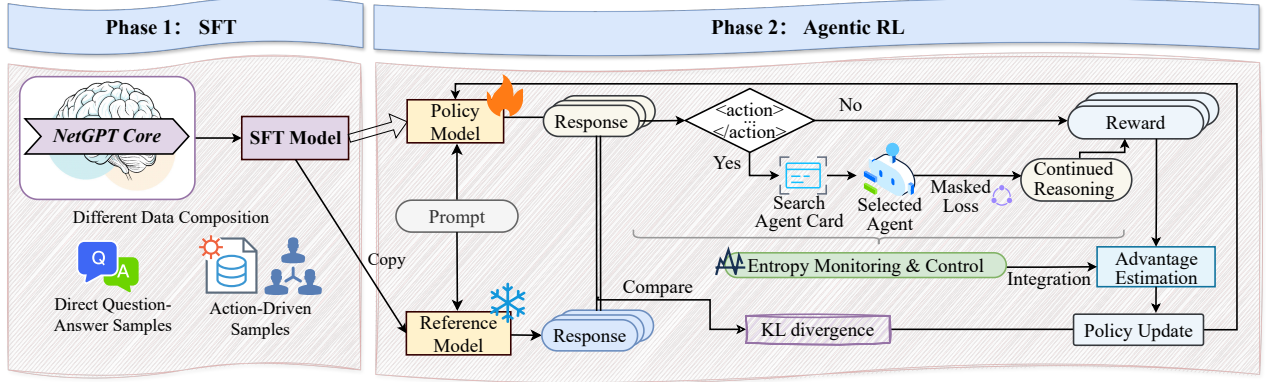 Phase 1： SFT
Phase 2： Agentic RL
NetGPT Core
SFT Model
Different Data Composition
Q
A
Direct Question-
Answer Samples
Action-Driven
Samples
Copy
Policy
Model
Prompt
Reference
Model
Response
Response
Compare
<action>
...
</action>
No
Yes
Search
Agent Card
Selected
Agent
Masked
Loss
Continued
Reasoning
Reward
Entropy Monitoring & Control
Integration
Advantage
Estimation
KL divergence
Policy Update